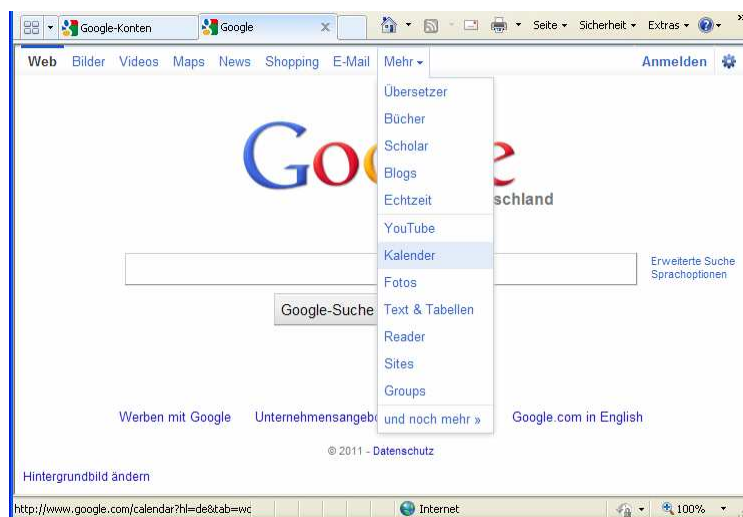 Google-Konten Google Seite Sicherheit Extras
Web Bilder Videos Maps News Shopping E-Mail Mehr Anmelden
Übersetzer
Bücher
Scholar
Blogs
Echtzeit
YouTube
Kalender
Fotos
Text & Tabellen
Reader
Sites
Groups
und noch mehr »
Go e
schland
Erweiterte Suche
Sprachoptionen
Google-Suche
Werben mit Google Unternehmensangebo Google.com in English
© 2011 - Datenschutz
Hintergrundbild ändern
http://www.google.com/calendar?hl=de&tab=wc Internet 100%